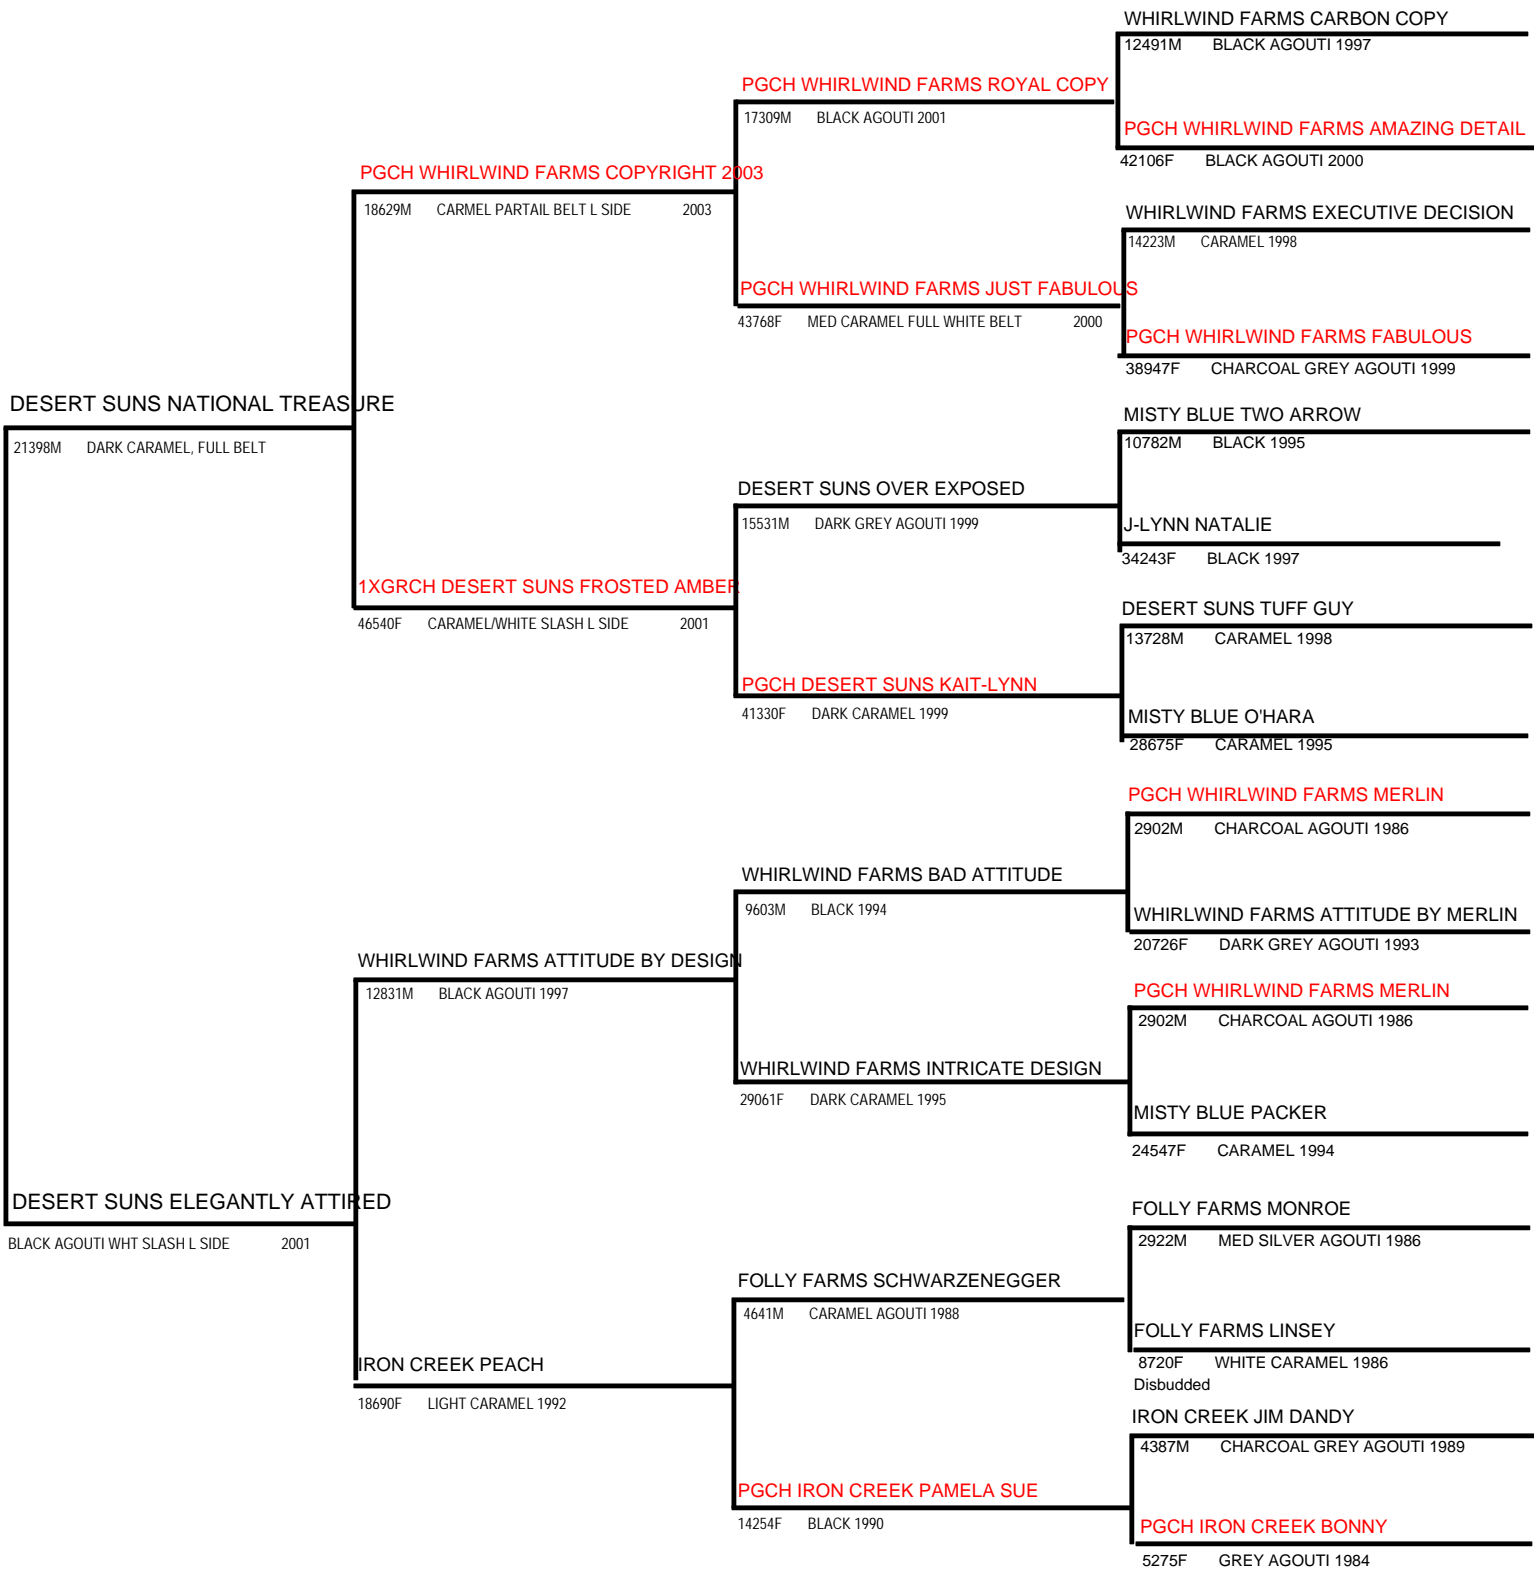 WHIRLWIND FARMS CARBON COPY
12491M BLACK AGOUTI 1997
PGCH WHIRLWIND FARMS ROYAL COPY
17309M BLACK AGOUTI 2001
PGCH WHIRLWIND FARMS AMAZING DETAIL
42106F BLACK AGOUTI 2000
PGCH WHIRLWIND FARMS COPYRIGHT 2003
18629M CARMEL PARTAIL BELT L SIDE 2003
WHIRLWIND FARMS EXECUTIVE DECISION
14223M CARAMEL 1998
PGCH WHIRLWIND FARMS JUST FABULOUS
43768F MED CARAMEL FULL WHITE BELT 2000
PGCH WHIRLWIND FARMS FABULOUS
38947F CHARCOAL GREY AGOUTI 1999
DESERT SUNS NATIONAL TREASURE
21398M DARK CARAMEL, FULL BELT
MISTY BLUE TWO ARROW
10782M BLACK 1995
DESERT SUNS OVER EXPOSED
15531M DARK GREY AGOUTI 1999
J-LYNN NATALIE
34243F BLACK 1997
1XGRCH DESERT SUNS FROSTED AMBER
46540F CARAMEL/WHITE SLASH L SIDE 2001
DESERT SUNS TUFF GUY
13728M CARAMEL 1998
PGCH DESERT SUNS KAIT-LYNN
41330F DARK CARAMEL 1999
MISTY BLUE O'HARA
28675F CARAMEL 1995
PGCH WHIRLWIND FARMS MERLIN
2902M CHARCOAL AGOUTI 1986
WHIRLWIND FARMS BAD ATTITUDE
9603M BLACK 1994
WHIRLWIND FARMS ATTITUDE BY MERLIN
20726F DARK GREY AGOUTI 1993
WHIRLWIND FARMS ATTITUDE BY DESIGN
12831M BLACK AGOUTI 1997
PGCH WHIRLWIND FARMS MERLIN
2902M CHARCOAL AGOUTI 1986
WHIRLWIND FARMS INTRICATE DESIGN
29061F DARK CARAMEL 1995
MISTY BLUE PACKER
24547F CARAMEL 1994
DESERT SUNS ELEGANTLY ATTIRED
BLACK AGOUTI WHT SLASH L SIDE 2001
FOLLY FARMS MONROE
2922M MED SILVER AGOUTI 1986
FOLLY FARMS SCHWARZENEGGER
4641M CARAMEL AGOUTI 1988
FOLLY FARMS LINSEY
8720F WHITE CARAMEL 1986
Disbudded
IRON CREEK PEACH
18690F LIGHT CARAMEL 1992
IRON CREEK JIM DANDY
4387M CHARCOAL GREY AGOUTI 1989
PGCH IRON CREEK PAMELA SUE
14254F BLACK 1990
PGCH IRON CREEK BONNY
5275F GREY AGOUTI 1984